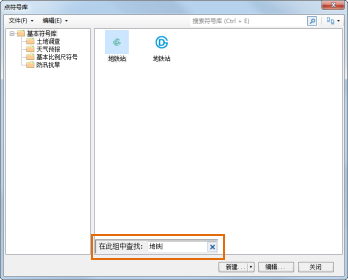 点符号库
文件(F) 编辑(E) 搜索符号库 (Ctrl + E)
基本符号库
土地调查
天气预报
基本比例尺符号
防汛抗旱
地铁站 地铁站
在此组中查找: 地铁
新建... 编辑... 关闭